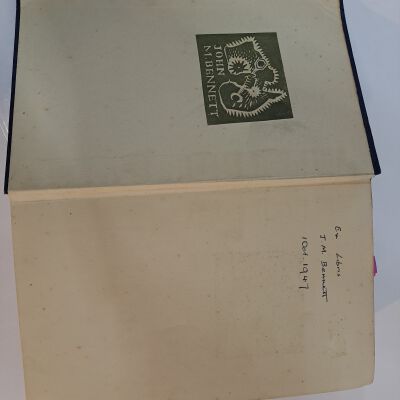 JOHN
M. BENNETT
Ex Libris
J. M. Bennett
1 Oct. 1947